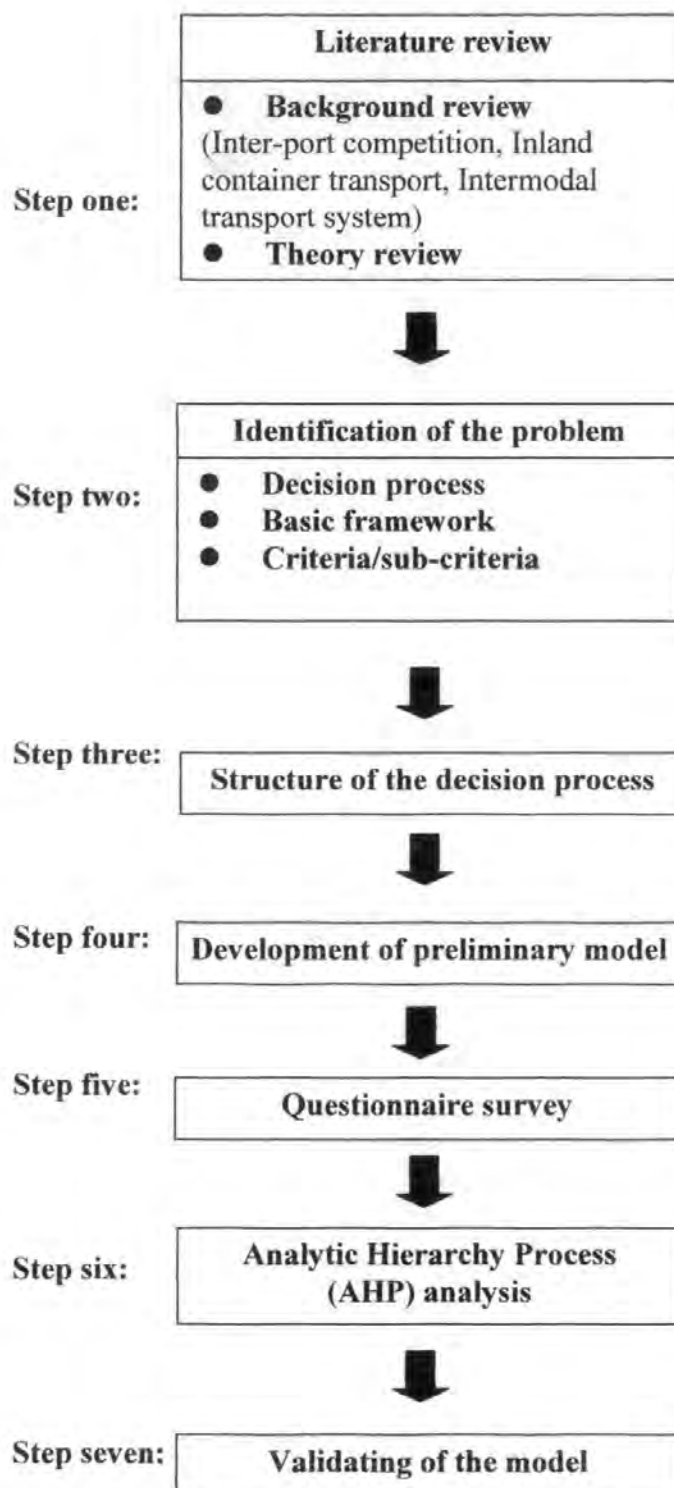 Literature review
Step one:
● Background review
(Inter-port competition, Inland
container transport, Intermodal
transport system)
● Theory review
Step two:
Identification of the problem
● Decision process
● Basic framework
● Criteria/sub-criteria
Step three:
Structure of the decision process
Step four:
Development of preliminary model
Step five:
Questionnaire survey
Step six:
Analytic Hierarchy Process
(AHP) analysis
Step seven:
Validating of the model